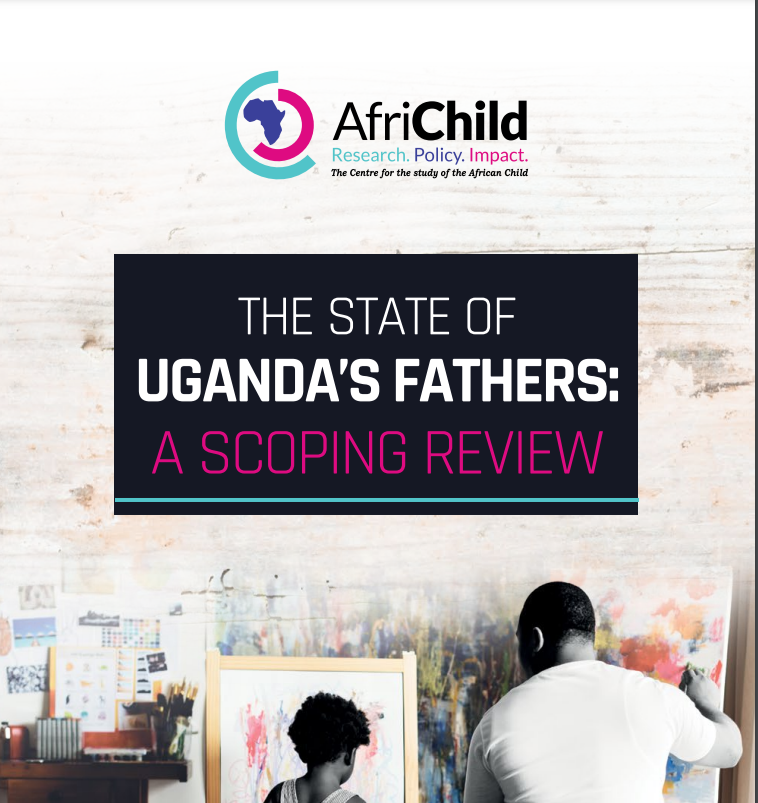 AfriChild
Research. Policy. Impact.
The Centre for the study of the African Child
THE STATE OF
UGANDA'S FATHERS:
A SCOPING REVIEW